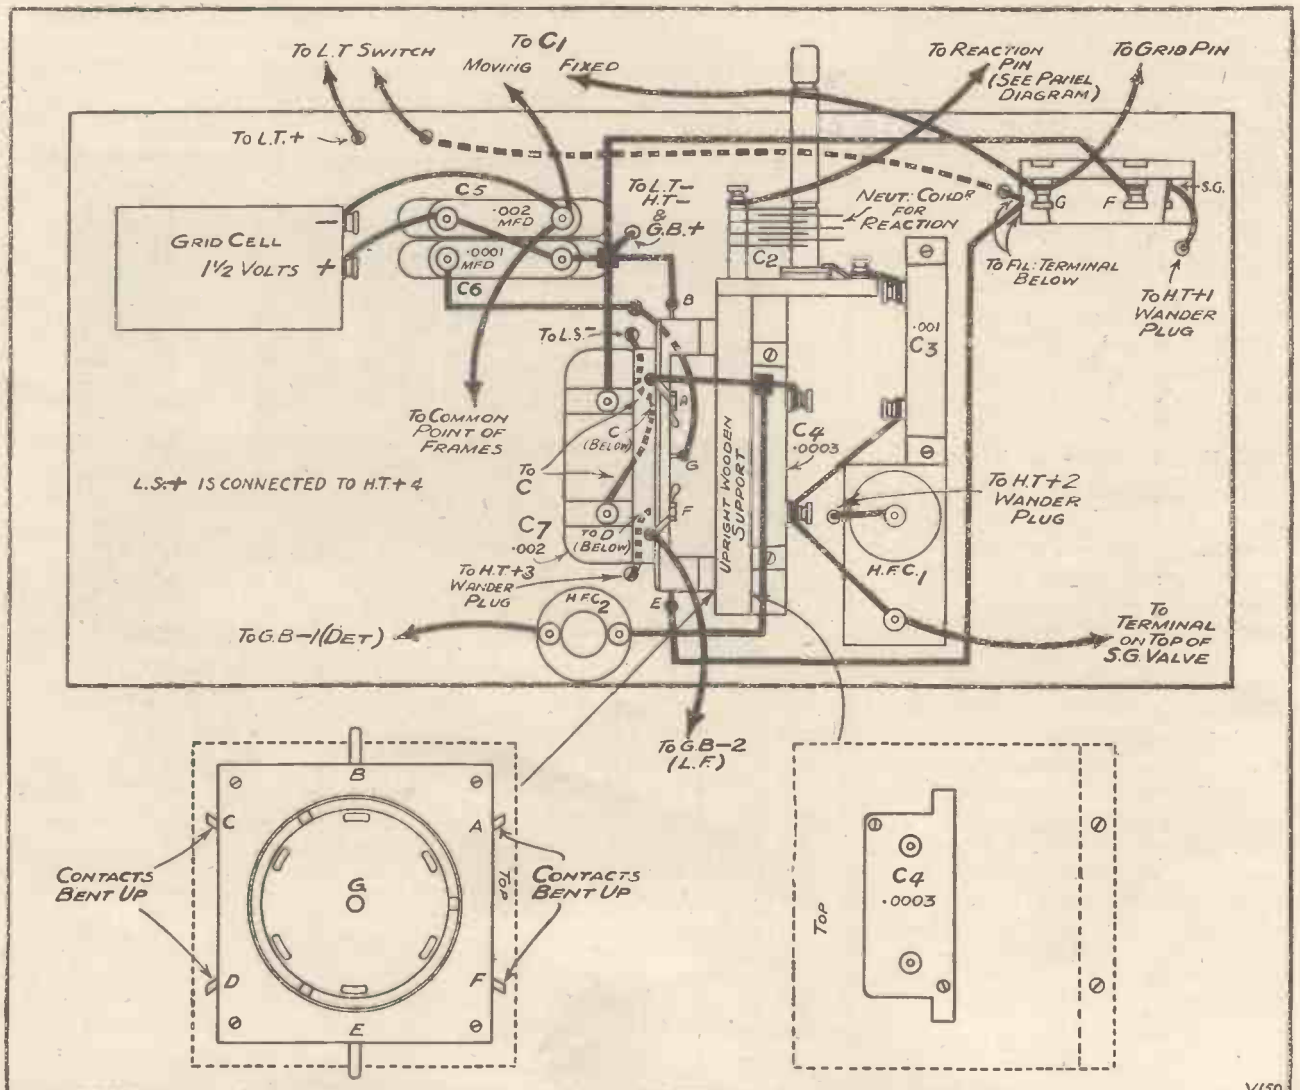 TO L.T SWITCH
TO C1
MOVING FIXED
TO REACTION
PIN
(SEE PANEL
DIAGRAM)
TO GRID PIN
TO L.T.+
C5
.002
MFD
TO L.T-
H.T-
&
G.B.+
NEUT: CONDR
FOR
REACTION
G
F
S.G.
GRID CELL
1½ VOLTS
-
+
.0001
MFD
C6
C2
TO FIL: TERMINAL
BELOW
TO H.T+1
WANDER
PLUG
B
TO L.S-
.001
C3
A
C
(BELOW)
TO COMMON
POINT OF
FRAMES
TO
C
G
C4
.0003
UPRIGHT WOODEN
SUPPORT
L.S.+ IS CONNECTED TO H.T+4
TO H.T+2
WANDER
PLUG
F
C7
.002
TO D
(BELOW)
TO H.T+3
WANDER
PLUG
H.F.C.1
H.F.C2
E
TO G.B-1 (DET)
TO
TERMINAL
ON TOP OF
S.G. VALVE
TO G.B-2
(L.F.)
B
C
A
CONTACTS
BENT UP
G
TOP
CONTACTS
BENT UP
D
F
E
C4
.0003
TOP
V150